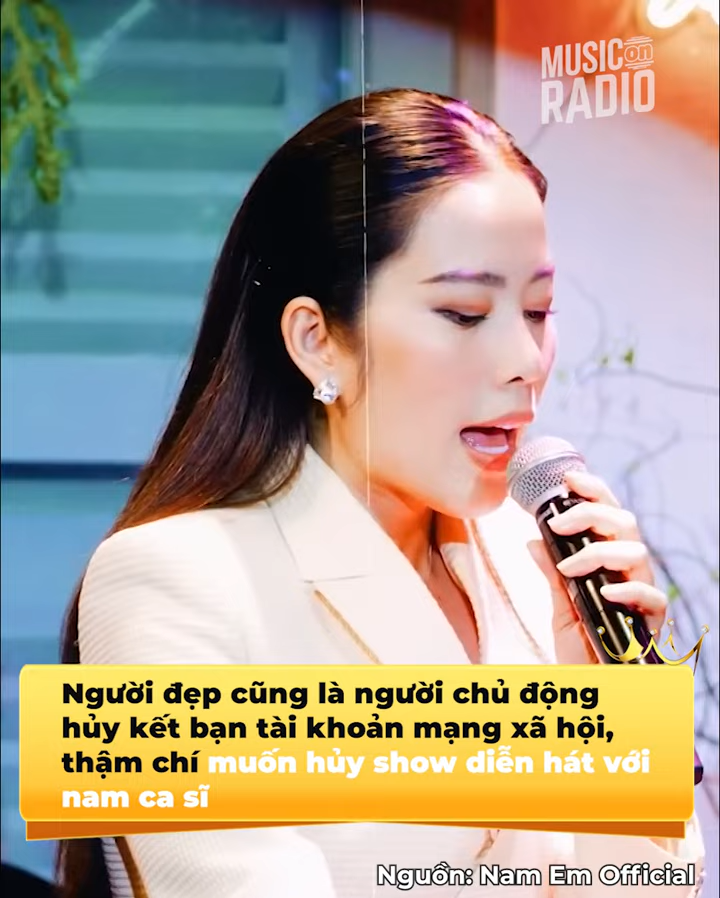 MUSIC on
RADIO
Người đẹp cũng là người chủ động
hủy kết bạn tài khoản mạng xã hội,
thậm chí muốn hủy show diễn hát với
nam ca sĩ
Nguồn: Nam Em Official